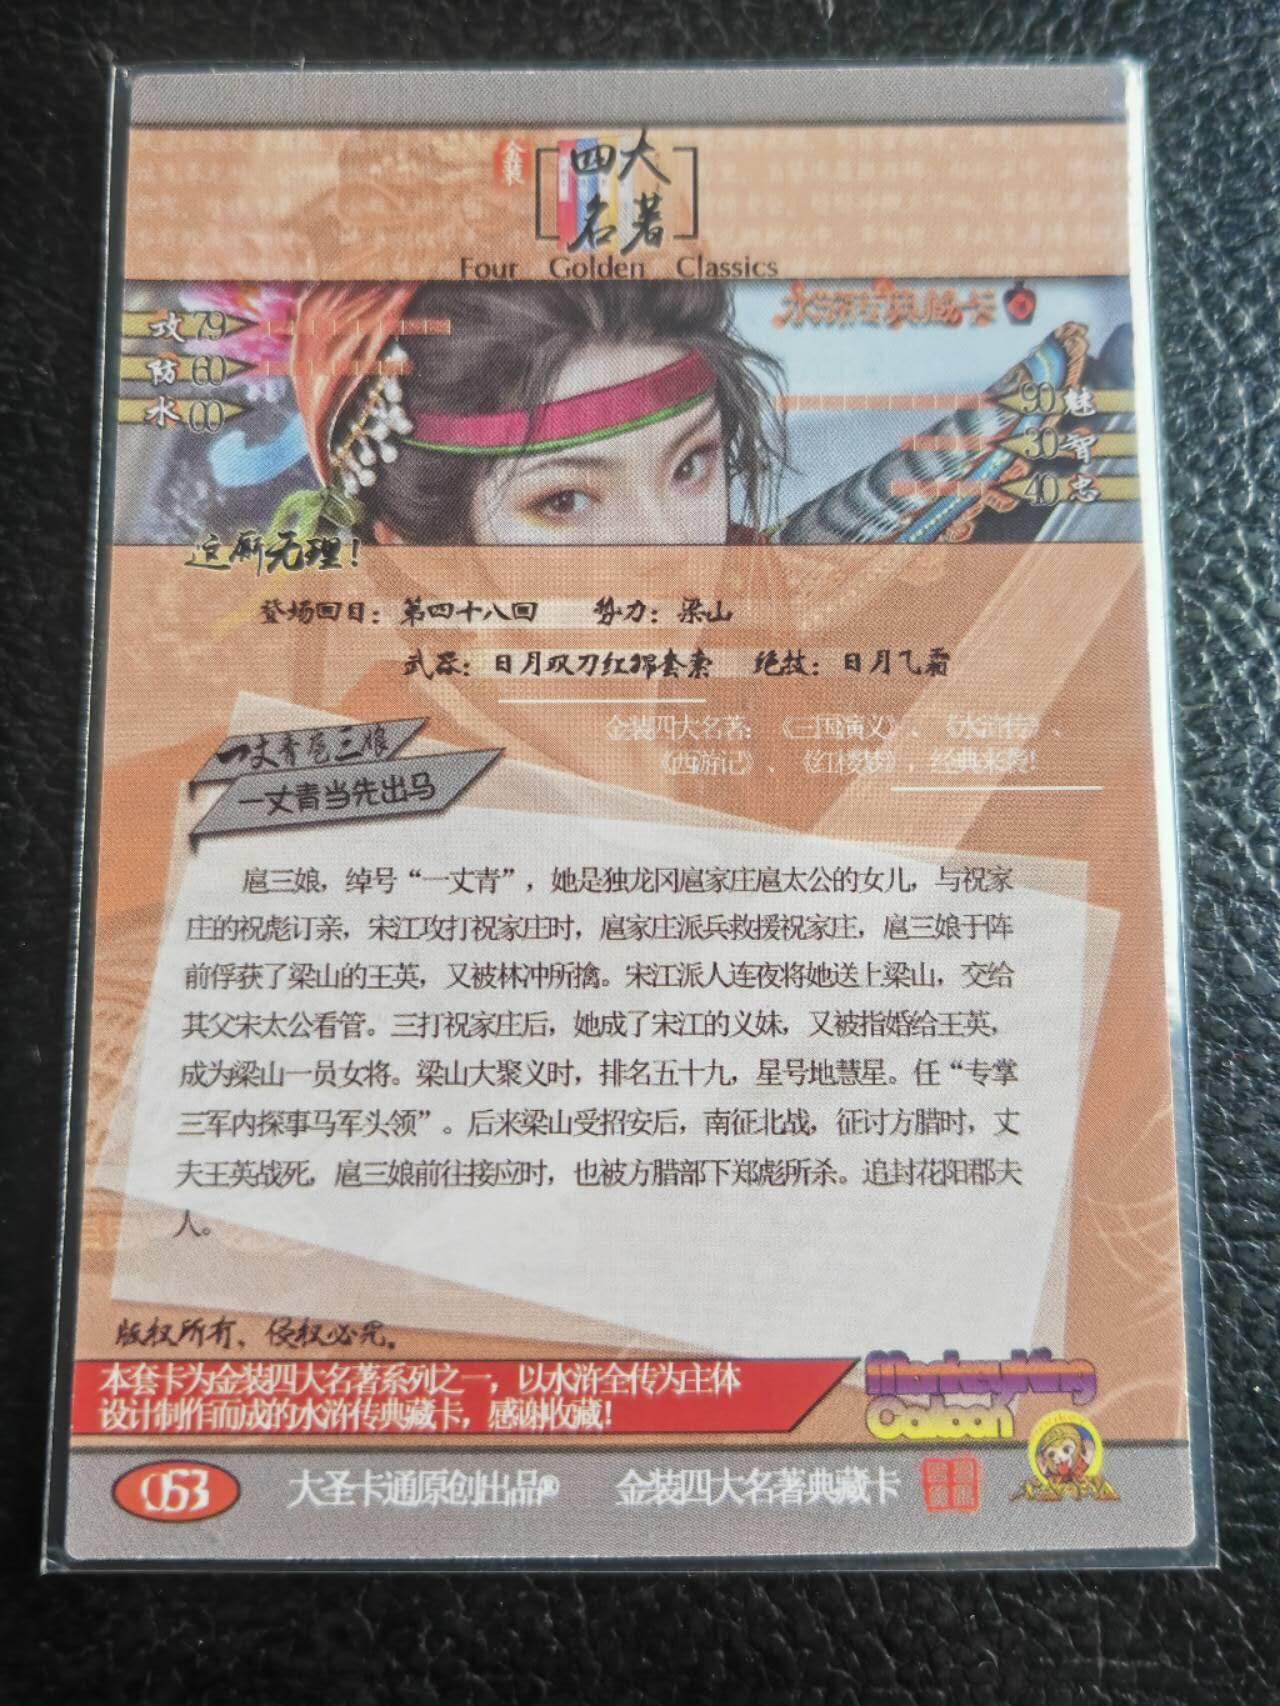 金装
四大
名著
Four Golden Classics
水浒传典藏卡
攻 79
防 60
水 00
90 魅
30 智
40 忠
这厮无理！
登场回目：第四十八回 势力：梁山
武器：日月双刀红绵套索 绝技：日月飞霜
金装四大名著：《三国演义》、《水浒传》、
《西游记》、《红楼梦》，经典来袭！
一丈青扈三娘
一丈青当先出马
扈三娘，绰号“一丈青”，她是独龙冈扈家庄扈太公的女儿，与祝家
庄的祝彪订亲，宋江攻打祝家庄时，扈家庄派兵救援祝家庄，扈三娘于阵
前俘获了梁山的王英，又被林冲所擒。宋江派人连夜将她送上梁山，交给
其父宋太公看管。三打祝家庄后，她成了宋江的义妹，又被指婚给王英，
成为梁山一员女将。梁山大聚义时，排名五十九，星号地慧星。任“专掌
三军内探事马军头领”。后来梁山受招安后，南征北战，征讨方腊时，丈
夫王英战死，扈三娘前往接应时，也被方腊部下郑彪所杀。追封花阳郡夫
人。
版权所有、侵权必究。
本套卡为金装四大名著系列之一，以水浒全传为主体
设计制作而成的水浒传典藏卡，感谢收藏！
MonkeyKing
Catoon
053 大圣卡通原创出品® 金装四大名著典藏卡